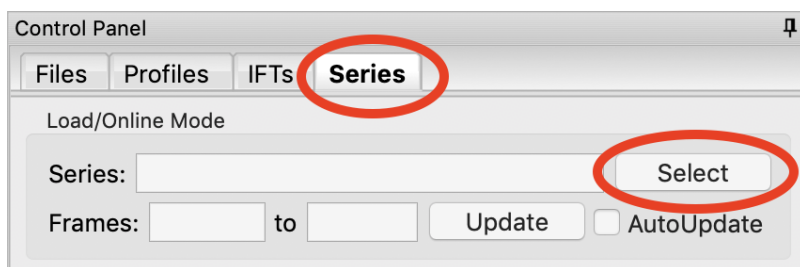 Control Panel
Files Profiles IFTs Series
Load/Online Mode
Series: Select
Frames: to Update AutoUpdate